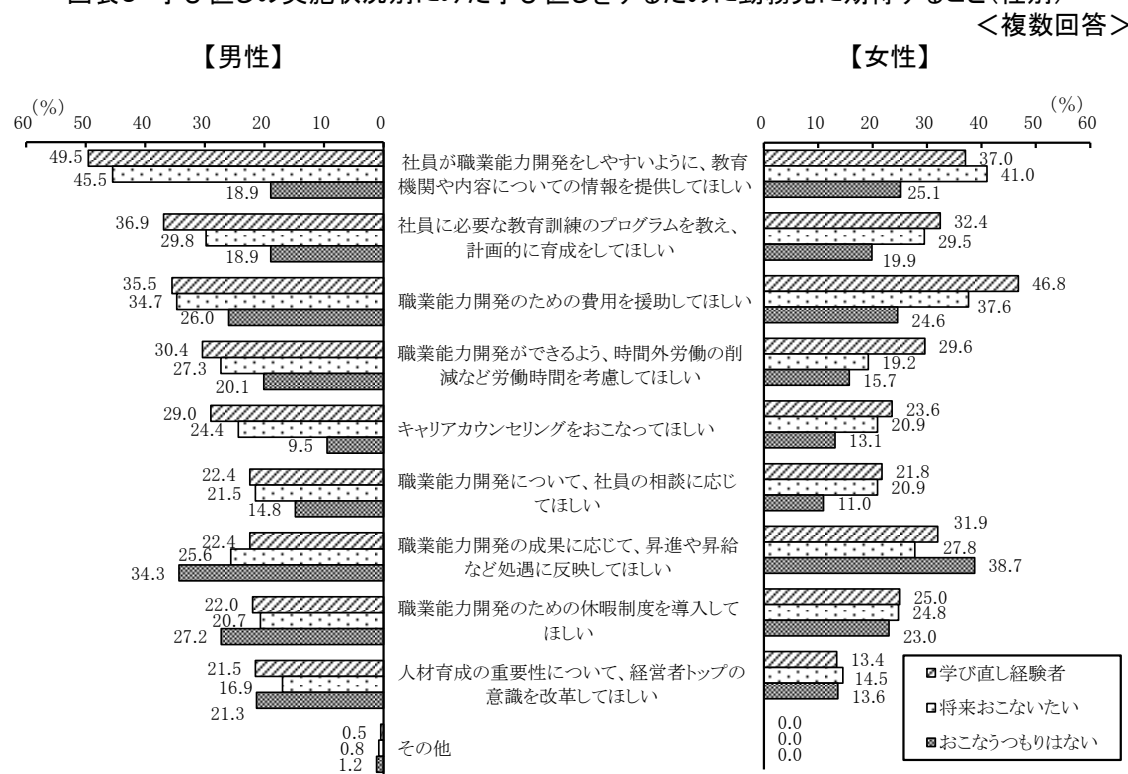 ＜複数回答＞
【男性】
【女性】
(%)
60 50 40 30 20 10 0
(%)
0 10 20 30 40 50 60
49.5
45.5
18.9
社員が職業能力開発をしやすいように、教育
機関や内容についての情報を提供してほしい
37.0
41.0
25.1
36.9
29.8
18.9
社員に必要な教育訓練のプログラムを教え、
計画的に育成をしてほしい
32.4
29.5
19.9
35.5
34.7
26.0
職業能力開発のための費用を援助してほしい
46.8
37.6
24.6
30.4
27.3
20.1
職業能力開発ができるよう、時間外労働の削
減など労働時間を考慮してほしい
29.6
19.2
15.7
29.0
24.4
9.5
キャリアカウンセリングをおこなってほしい
23.6
20.9
13.1
22.4
21.5
14.8
職業能力開発について、社員の相談に応じ
てほしい
21.8
20.9
11.0
22.4
25.6
34.3
職業能力開発の成果に応じて、昇進や昇給
など処遇に反映してほしい
31.9
27.8
38.7
22.0
20.7
27.2
職業能力開発のための休暇制度を導入して
ほしい
25.0
24.8
23.0
21.5
16.9
21.3
人材育成の重要性について、経営者トップの
意識を改革してほしい
13.4
14.5
13.6
0.5
0.8
1.2
その他
0.0
0.0
0.0
学び直し経験者
将来おこないたい
おこなうつもりはない